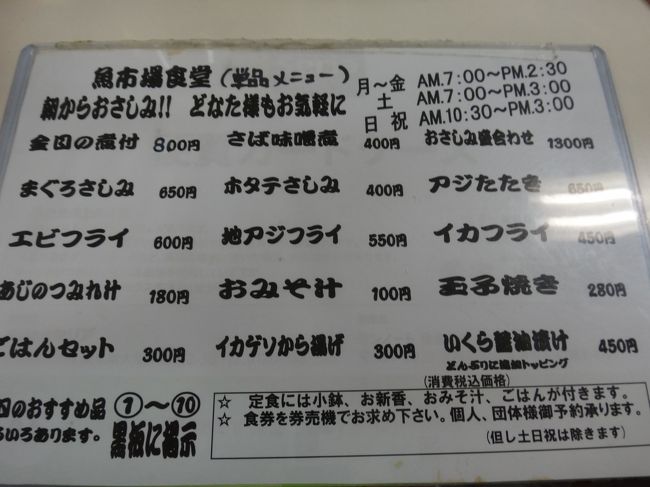 魚市場食堂（単品メニュー）
朝からおさしみ!! どなた様もお気軽に
月～金 AM.7:00～PM.2:30
土 AM.7:00～PM.3:00
日 祝 AM.10:30～PM.3:00
金目の煮付 800円 さば味噌煮 400円 おさしみ盛合わせ 1300円
まぐろさしみ 650円 ホタテさしみ 400円 アジたたき 650円
エビフライ 600円 地アジフライ 550円 イカフライ 450円
あじのつみれ汁 180円 おみそ汁 100円 玉子焼き 280円
ごはんセット 300円 イカゲソから揚げ 300円 いくら醤油漬け 450円
どんぶりに追加トッピング
(消費税込価格)
日のおすすめ品 ①～⑩
ろいろあります。 黒板に掲示
☆ 定食には小鉢、お新香、おみそ汁、ごはんが付きます。
☆ 食券を券売機でお求め下さい。個人、団体様御予約承ります。
(但し土日祝は除きます)